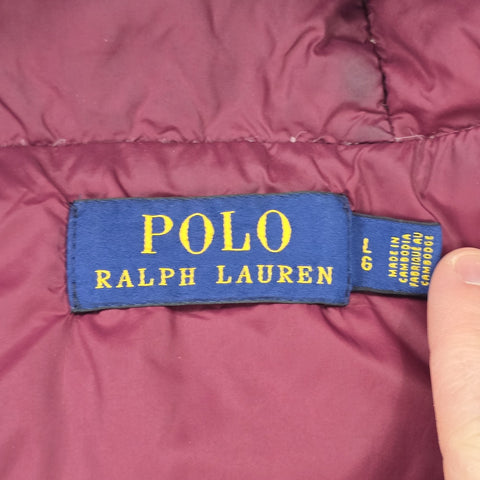 POLO
RALPH LAUREN
L/G
MADE IN
CAMBODIA
FABRIQUÉ AU
CAMBODGE